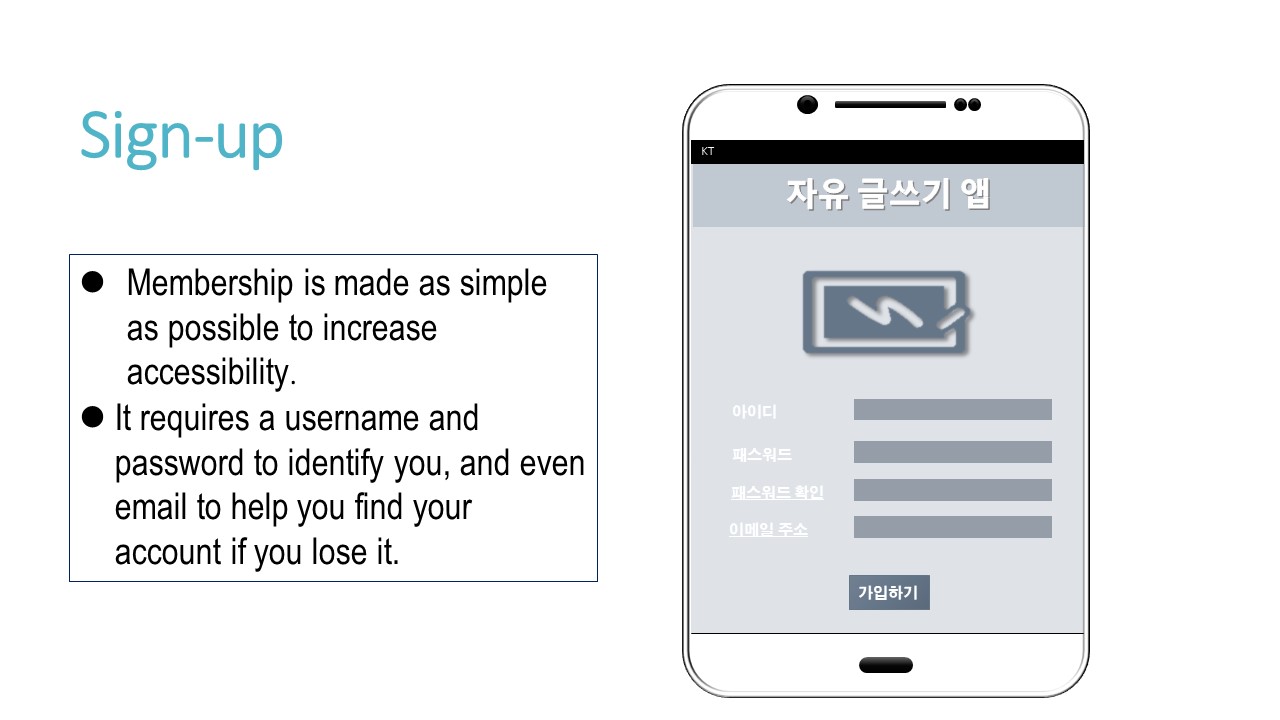 Sign-up
● Membership is made as simple
as possible to increase
accessibility.
● It requires a username and
password to identify you, and even
email to help you find your
account if you lose it.
KT
자유 글쓰기 앱
아이디
패스워드
패스워드 확인
이메일 주소
가입하기